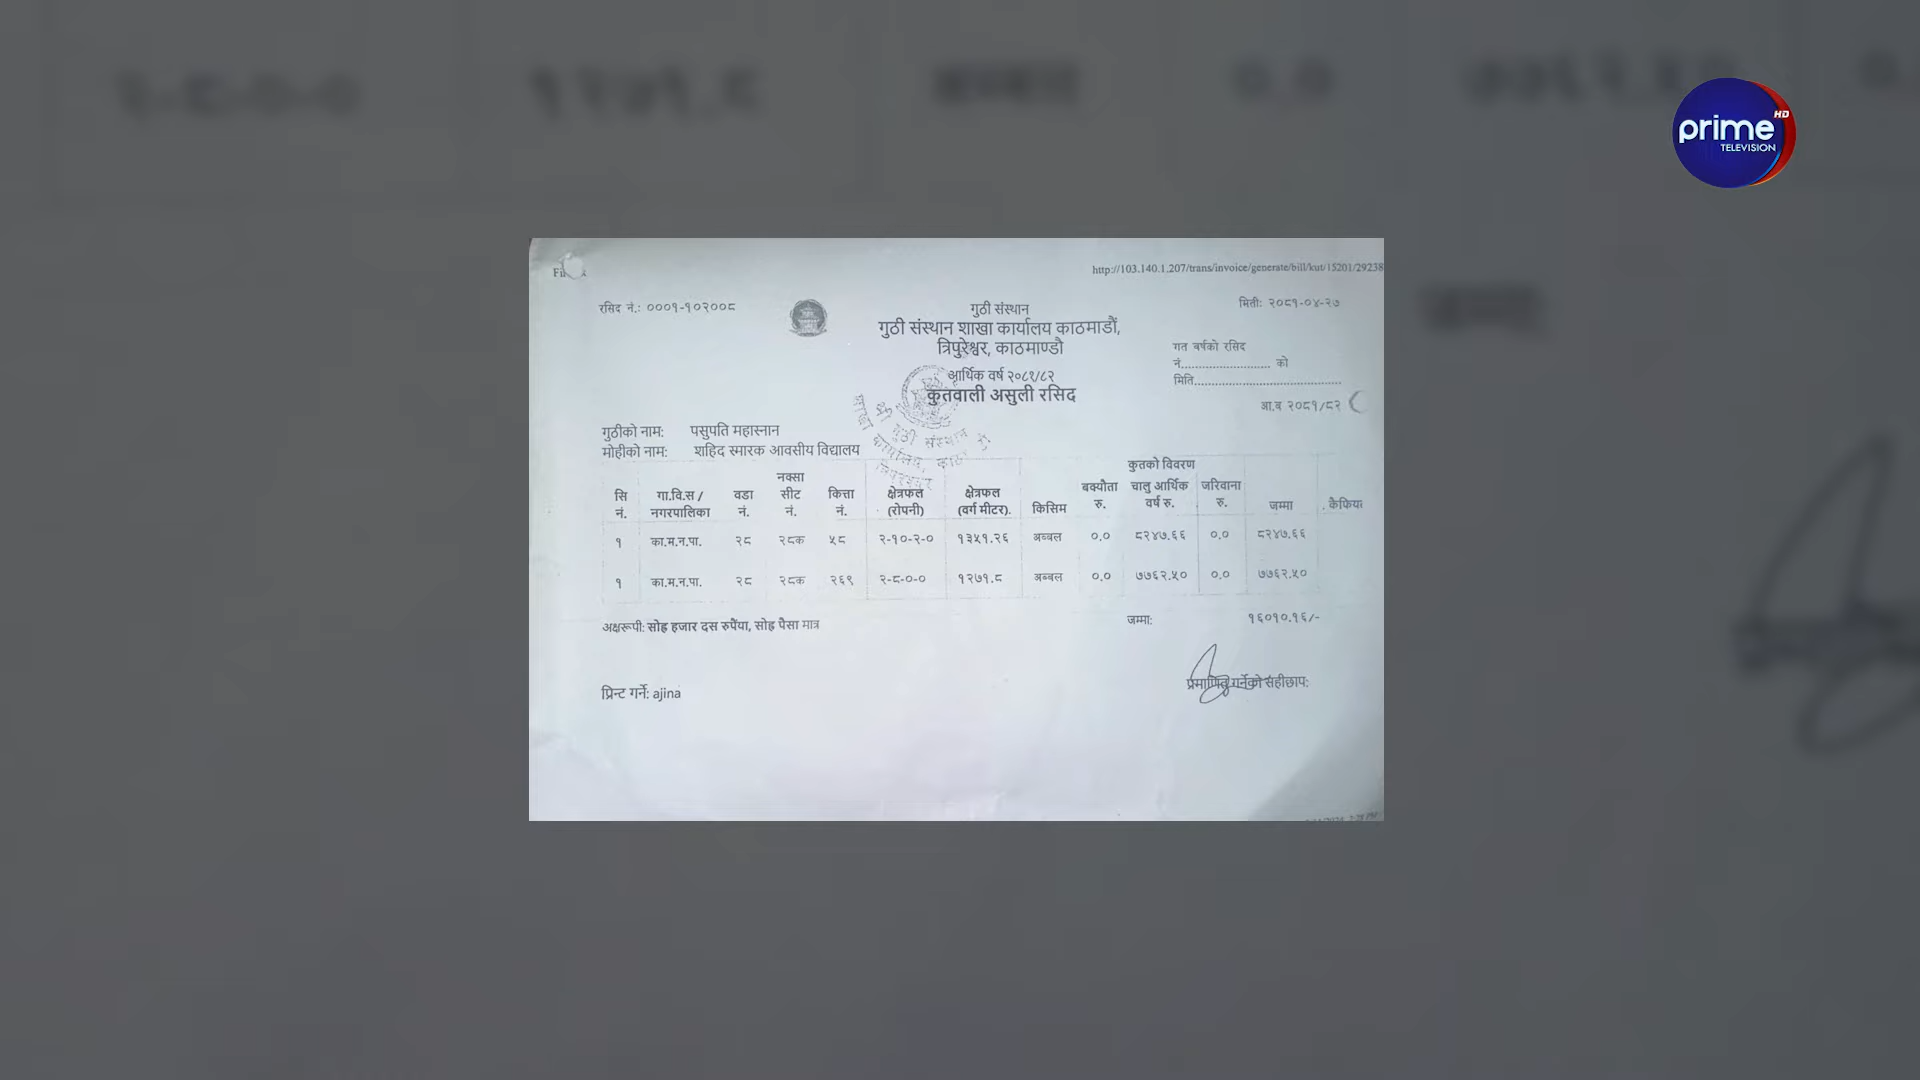 prime HD
TELEVISION
http://103.140.1.207/trans/invoice/generate/bill/kut/15201/29238
रसिद नं.: ०००१-१०२००८
मिती: २०८१-०४-२७
गुठी संस्थान
गुठी संस्थान शाखा कार्यालय काठमाडौं,
त्रिपुरेश्वर, काठमाण्डौ
गत बर्षको रसिद
नं.......................... को
मिति...........................................
आर्थिक वर्ष २०८१/८२
कुतवाली असुली रसिद
आ.ब २०८१/८२
गुठी संस्थान
गुठीको नाम: पसुपति महास्नान
मोहीको नाम: शहिद स्मारक आवसीय विद्यालय
कुतको विवरण
सि नं. गा.वि.स / नगरपालिका वडा नं. नक्सा सीट नं. कित्ता नं. क्षेत्रफल (रोपनी) क्षेत्रफल (वर्ग मीटर). किसिम बक्यौता रु. चालु आर्थिक वर्ष रु. जरिवाना रु. जम्मा
१ का.म.न.पा. २८ २८क ५८ २-१०-२-० १३५१.२६ अब्बल ०.० ८२४७.६६ ०.० ८२४७.६६
१ का.म.न.पा. २८ २८क २६९ २-८-०-० १२७१.८ अब्बल ०.० ७७६२.५० ०.० ७७६२.५०
अक्षरूपी: सोह्र हजार दस रुपैंया, सोह्र पैसा मात्र
जम्मा: १६०१०.१६/-
प्रिन्ट गर्ने: ajina
प्रमाणित गर्नेको सहीछाप: